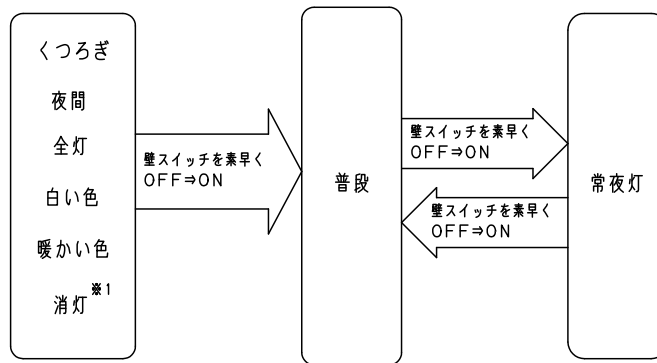 くつろぎ
夜間
全灯
白い色
暖かい色
消灯※1
壁スイッチを素早く
OFF⇒ON
普段
壁スイッチを素早く
OFF⇒ON
壁スイッチを素早く
OFF⇒ON
常夜灯